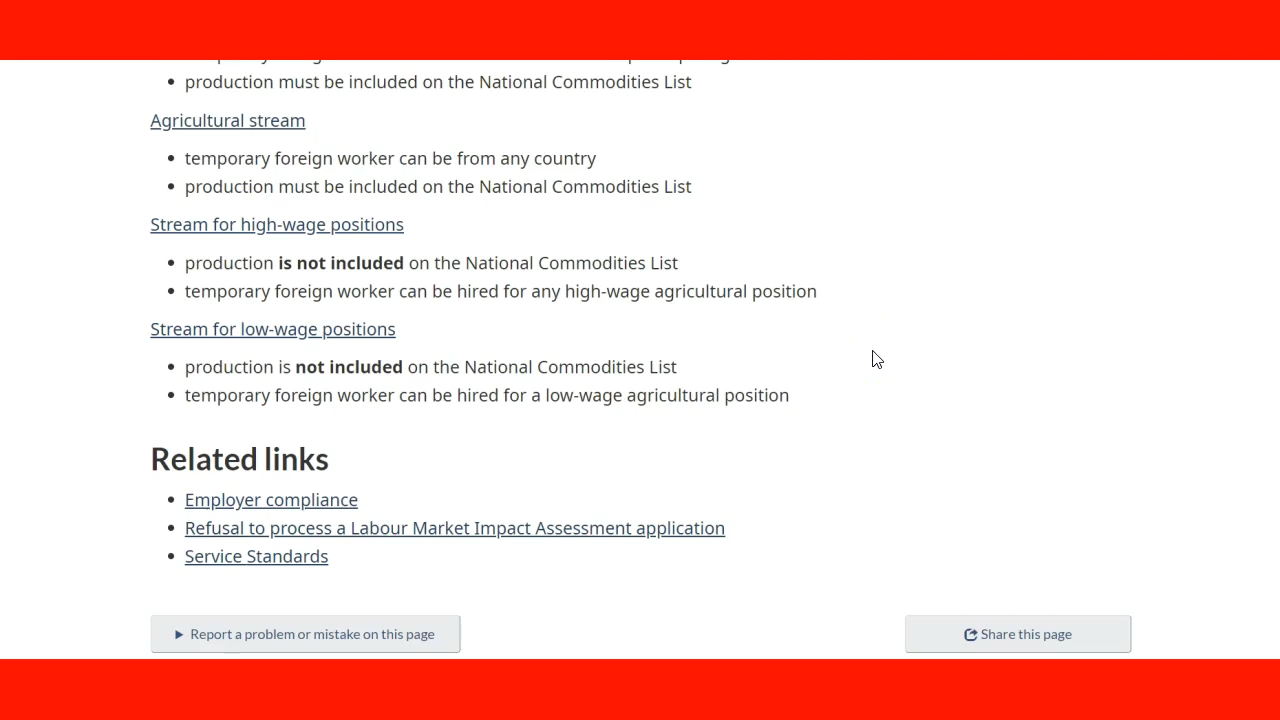 production must be included on the National Commodities List
Agricultural stream
temporary foreign worker can be from any country
production must be included on the National Commodities List
Stream for high-wage positions
production is not included on the National Commodities List
temporary foreign worker can be hired for any high-wage agricultural position
Stream for low-wage positions
production is not included on the National Commodities List
temporary foreign worker can be hired for a low-wage agricultural position
Related links
Employer compliance
Refusal to process a Labour Market Impact Assessment application
Service Standards
Report a problem or mistake on this page
Share this page